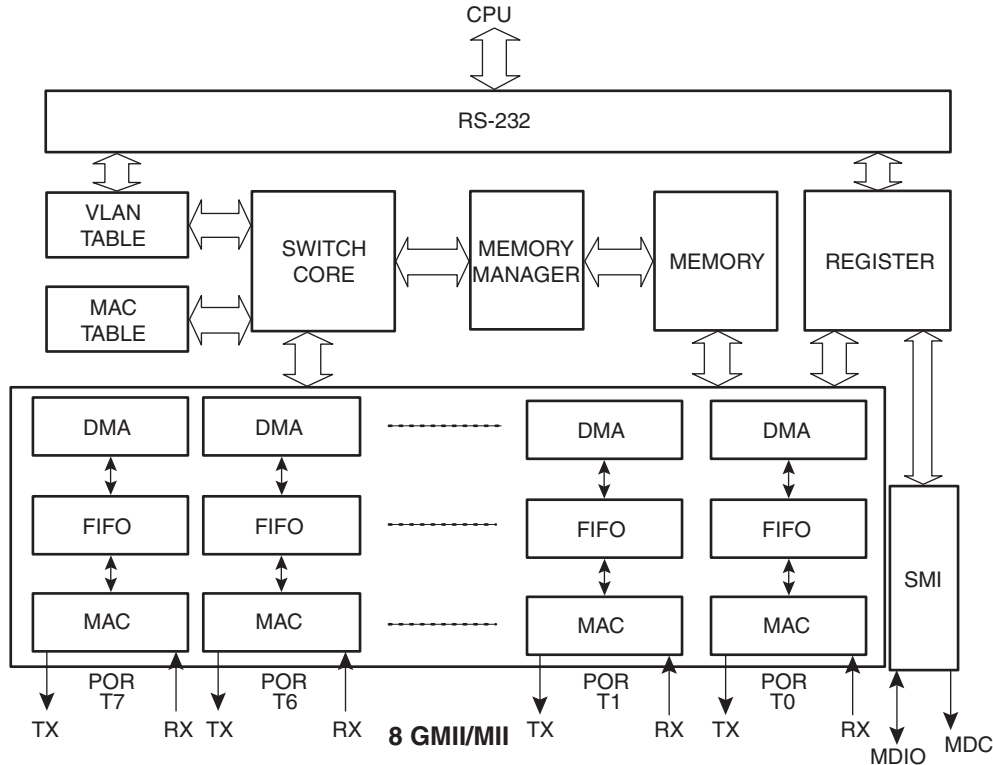 CPU
RS-232
VLAN
TABLE
SWITCH
CORE
MEMORY
MANAGER
MEMORY
REGISTER
MAC
TABLE
DMA
DMA
DMA
DMA
FIFO
FIFO
FIFO
FIFO
SMI
MAC
MAC
MAC
MAC
TX
POR
T7
RX
TX
POR
T6
RX
8 GMII/MII
TX
POR
T1
RX
TX
POR
T0
RX
MDIO
MDC